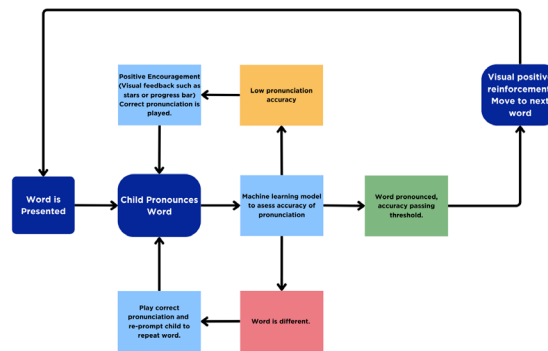 Positive Encouragement
(Visual feedback such as
stars or progress bar)
Correct pronunciation is
played.
Low pronunciation
accuracy
Visual positive
reinforcement
Move to next
word
Word is
Presented
Child Pronounces
Word
Machine learning model
to asess accuracy of
pronunciation
Word pronounced,
accuracy passing
threshold.
Play correct
pronunciation and
re-prompt child to
repeat word.
Word is different.